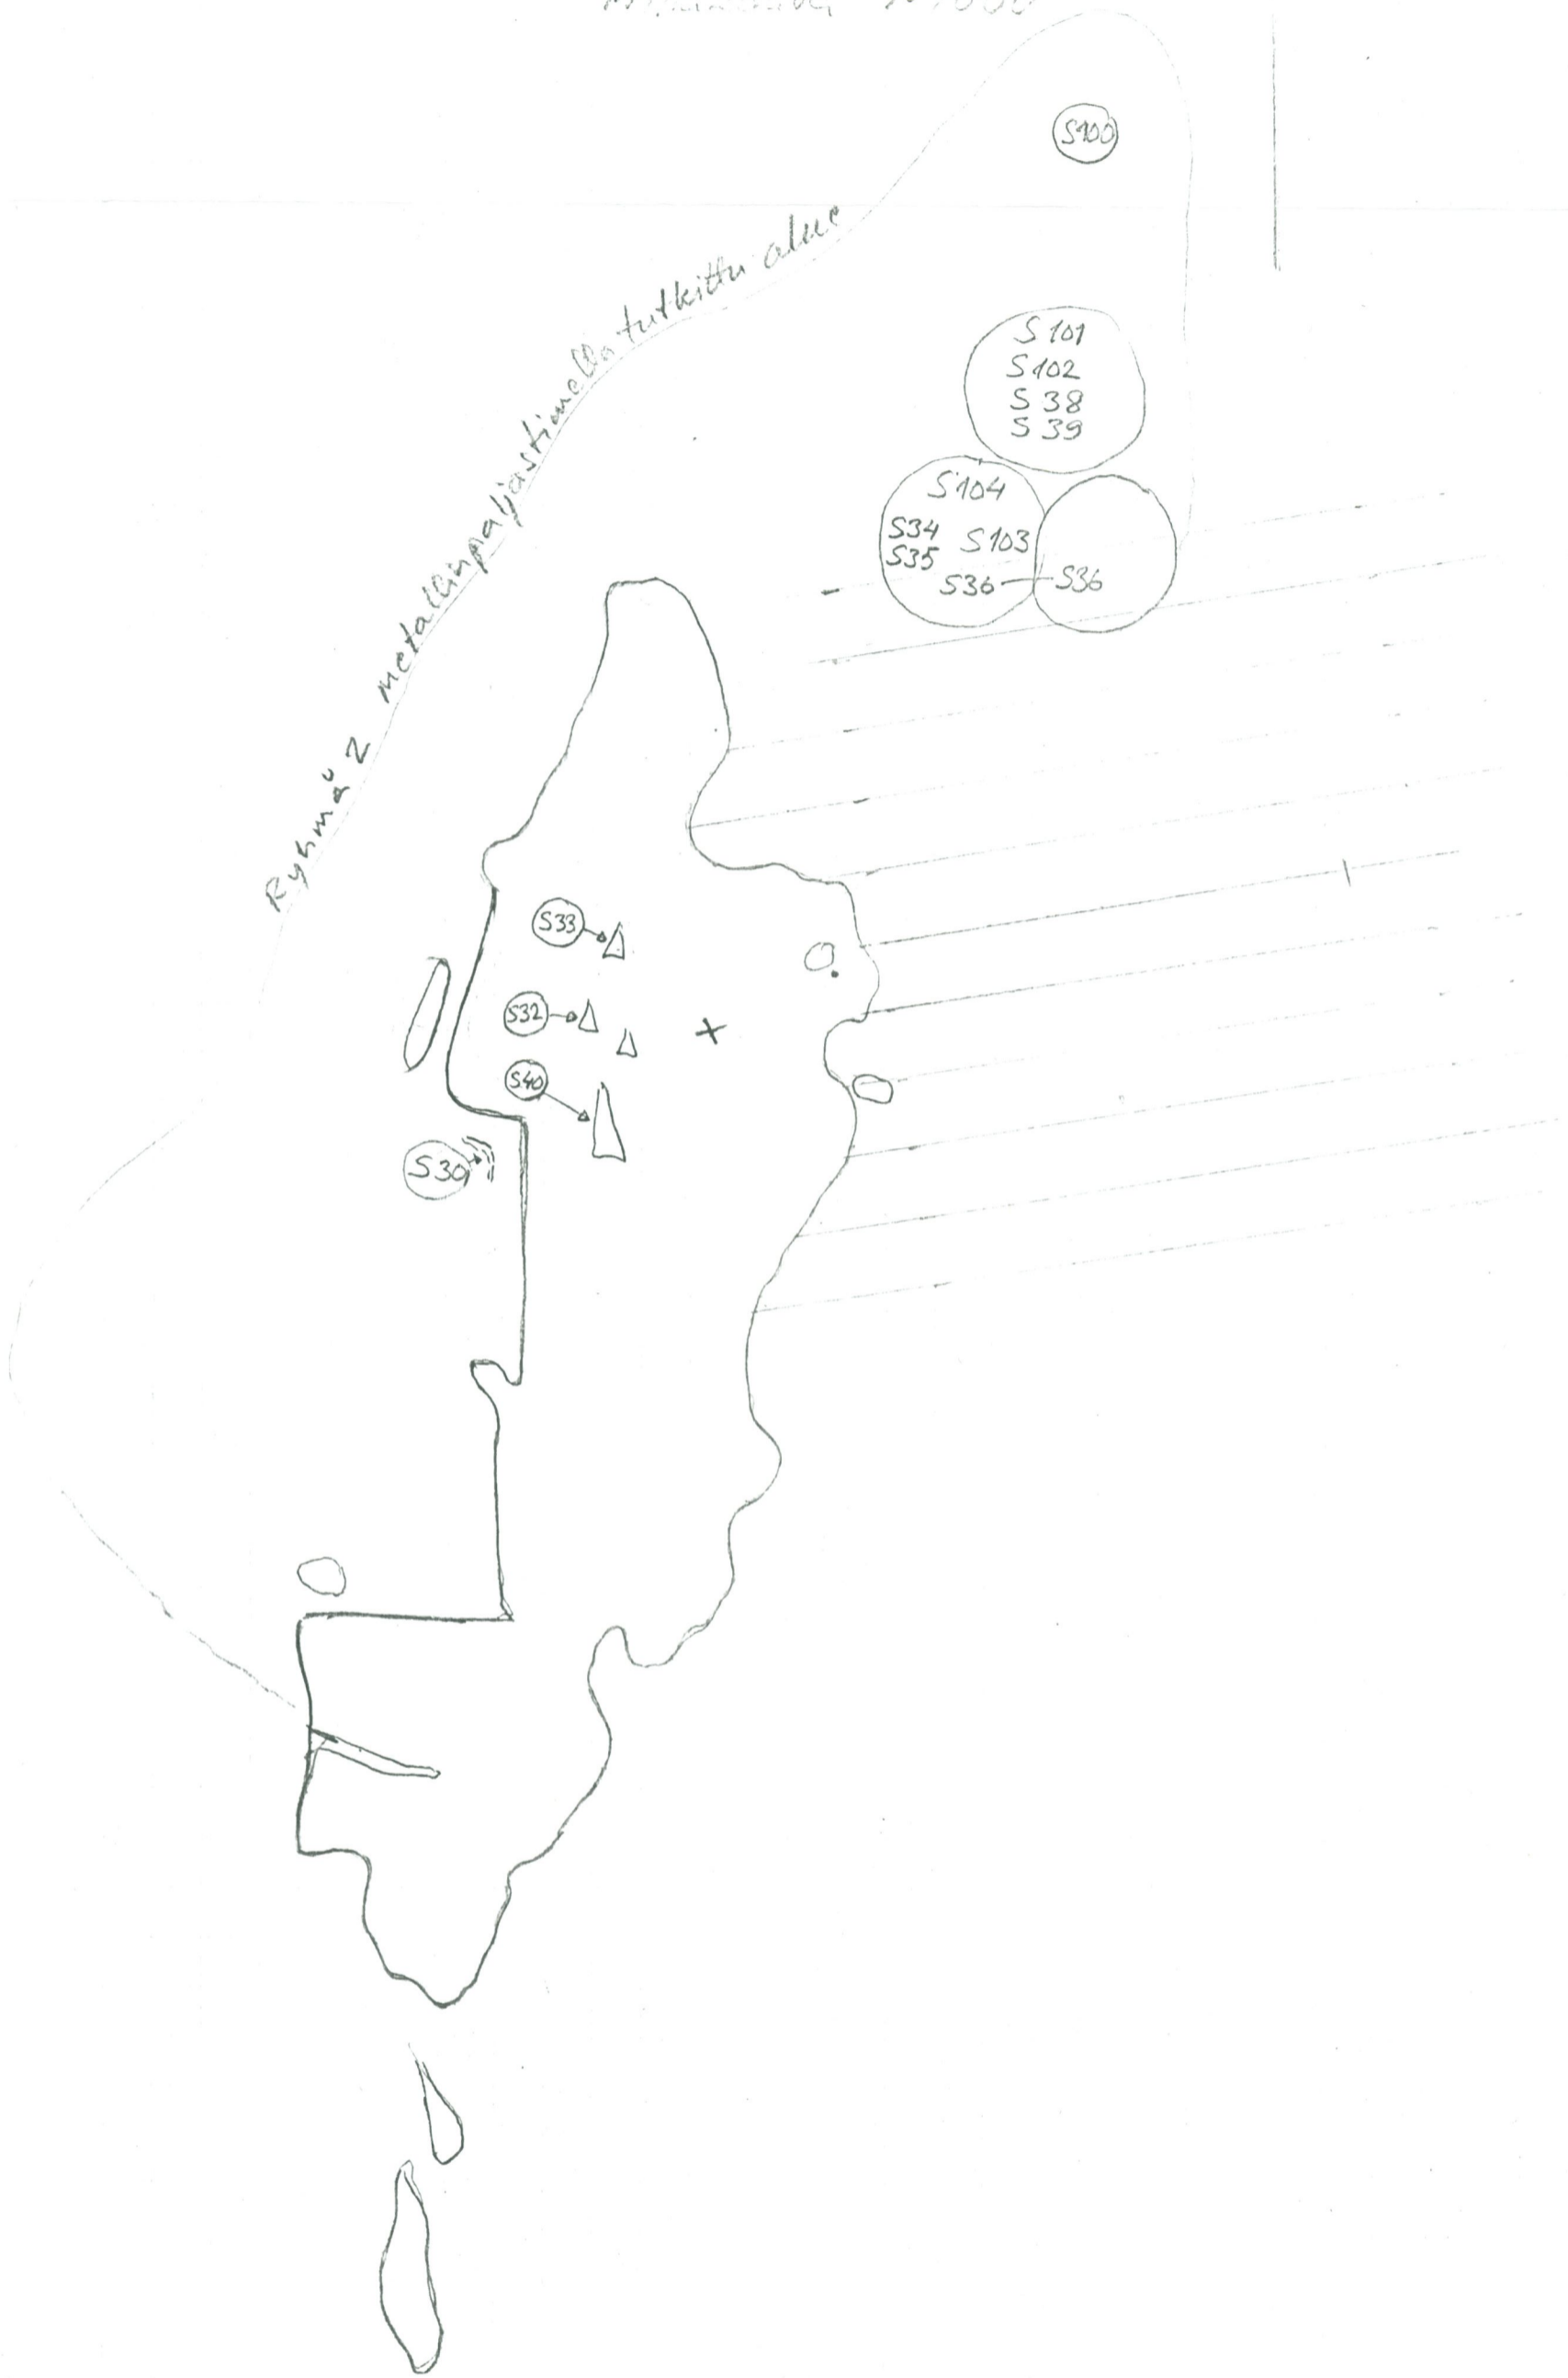 S100
Ryhmä 2 metallinpaljastimella tutkittu alue
S101
S102
S38
S39
S104
S34
S35
S103
S36
S36
S33
S32
S40
S30